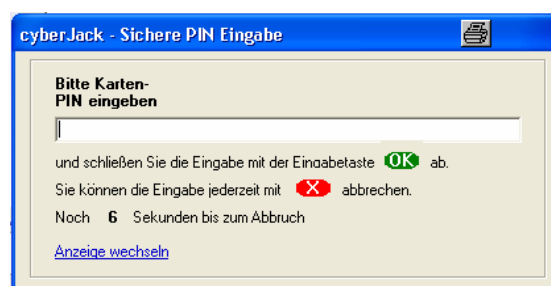 cyberJack - Sichere PIN Eingabe
Bitte Karten-
PIN eingeben
und schließen Sie die Eingabe mit der Eingabetaste OK ab.
Sie können die Eingabe jederzeit mit X abbrechen.
Noch 6 Sekunden bis zum Abbruch
Anzeige wechseln